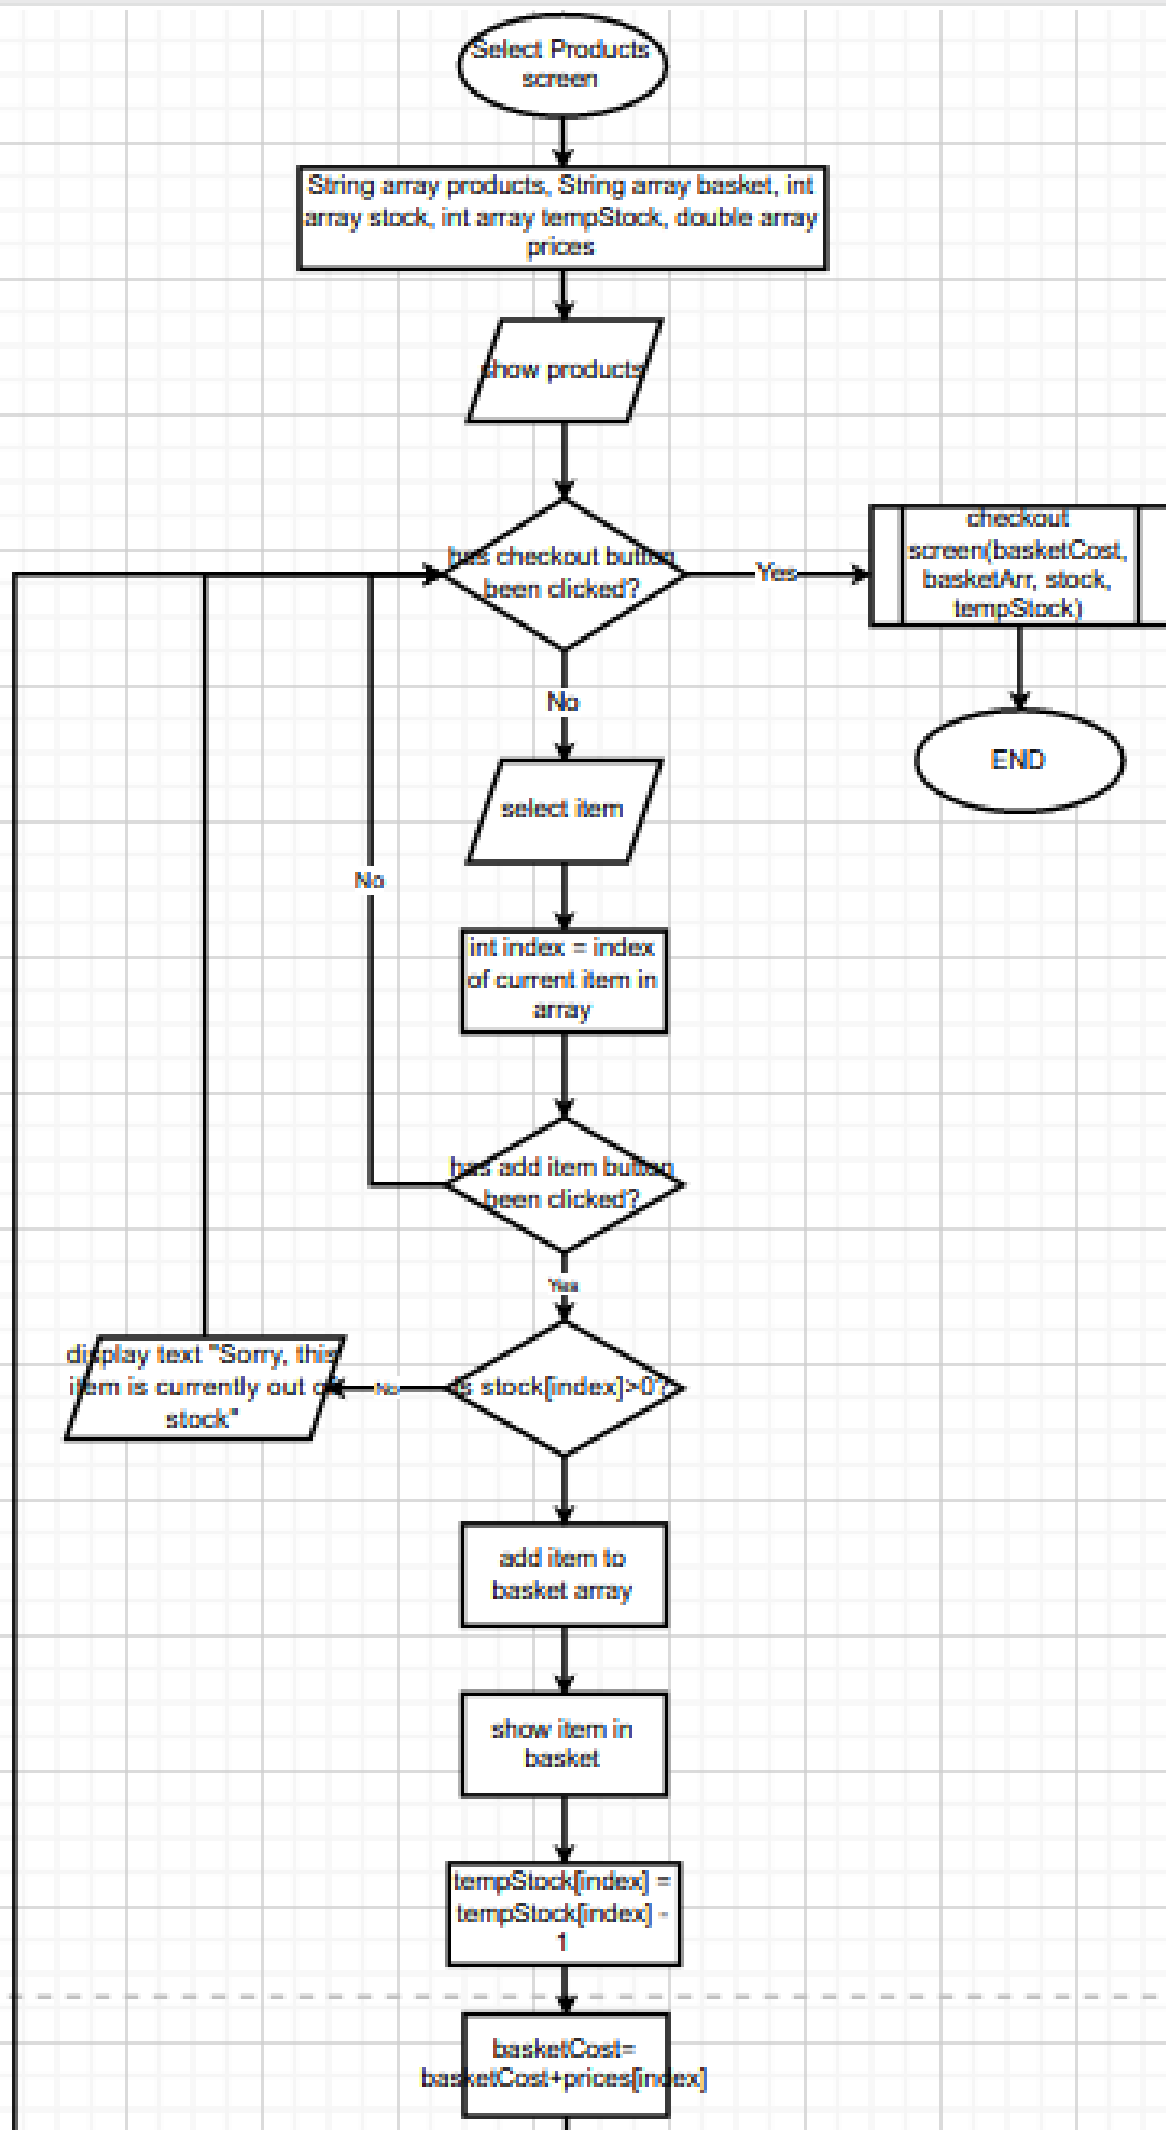 Select Products
screen
String array products, String array basket, int
array stock, int array tempStock, double array
prices
show products
has checkout button
been clicked?
Yes
checkout
screen(basketCost,
basketArr, stock,
tempStock)
END
No
select item
No
int index = index
of current item in
array
has add item button
been clicked?
Yes
is stock[index]>0?
No
display text "Sorry, this
item is currently out of
stock"
add item to
basket array
show item in
basket
tempStock[index] =
tempStock[index] -
1
basketCost=
basketCost+prices[index]